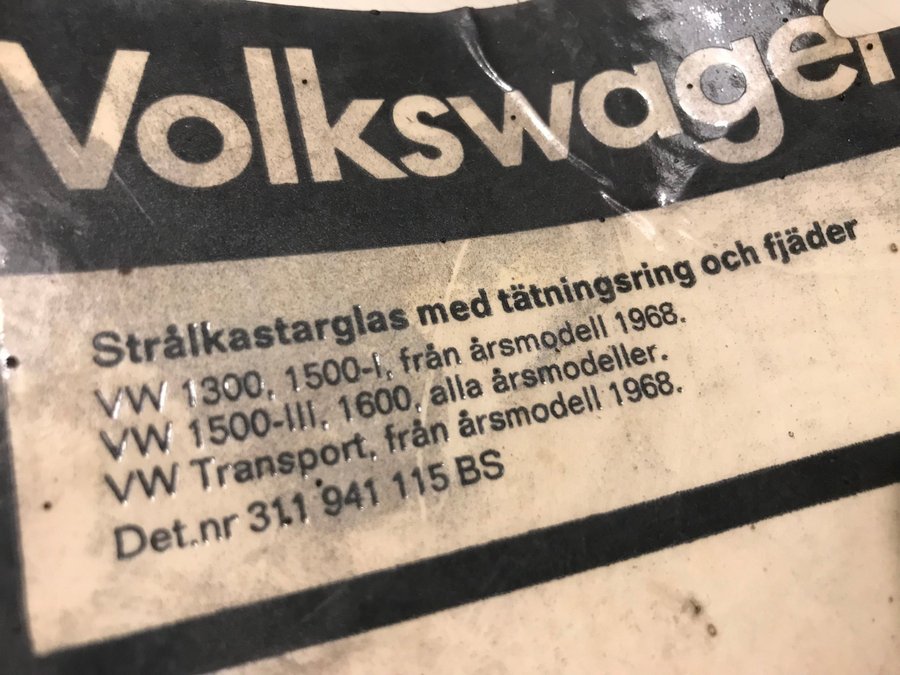 Volkswagen
Strålkastarglas med tätningsring och fjäder
VW 1300, 1500-I, från årsmodell 1968.
VW 1500-III, 1600, alla årsmodeller.
VW Transport, från årsmodell 1968.
Det.nr 311 941 115 BS